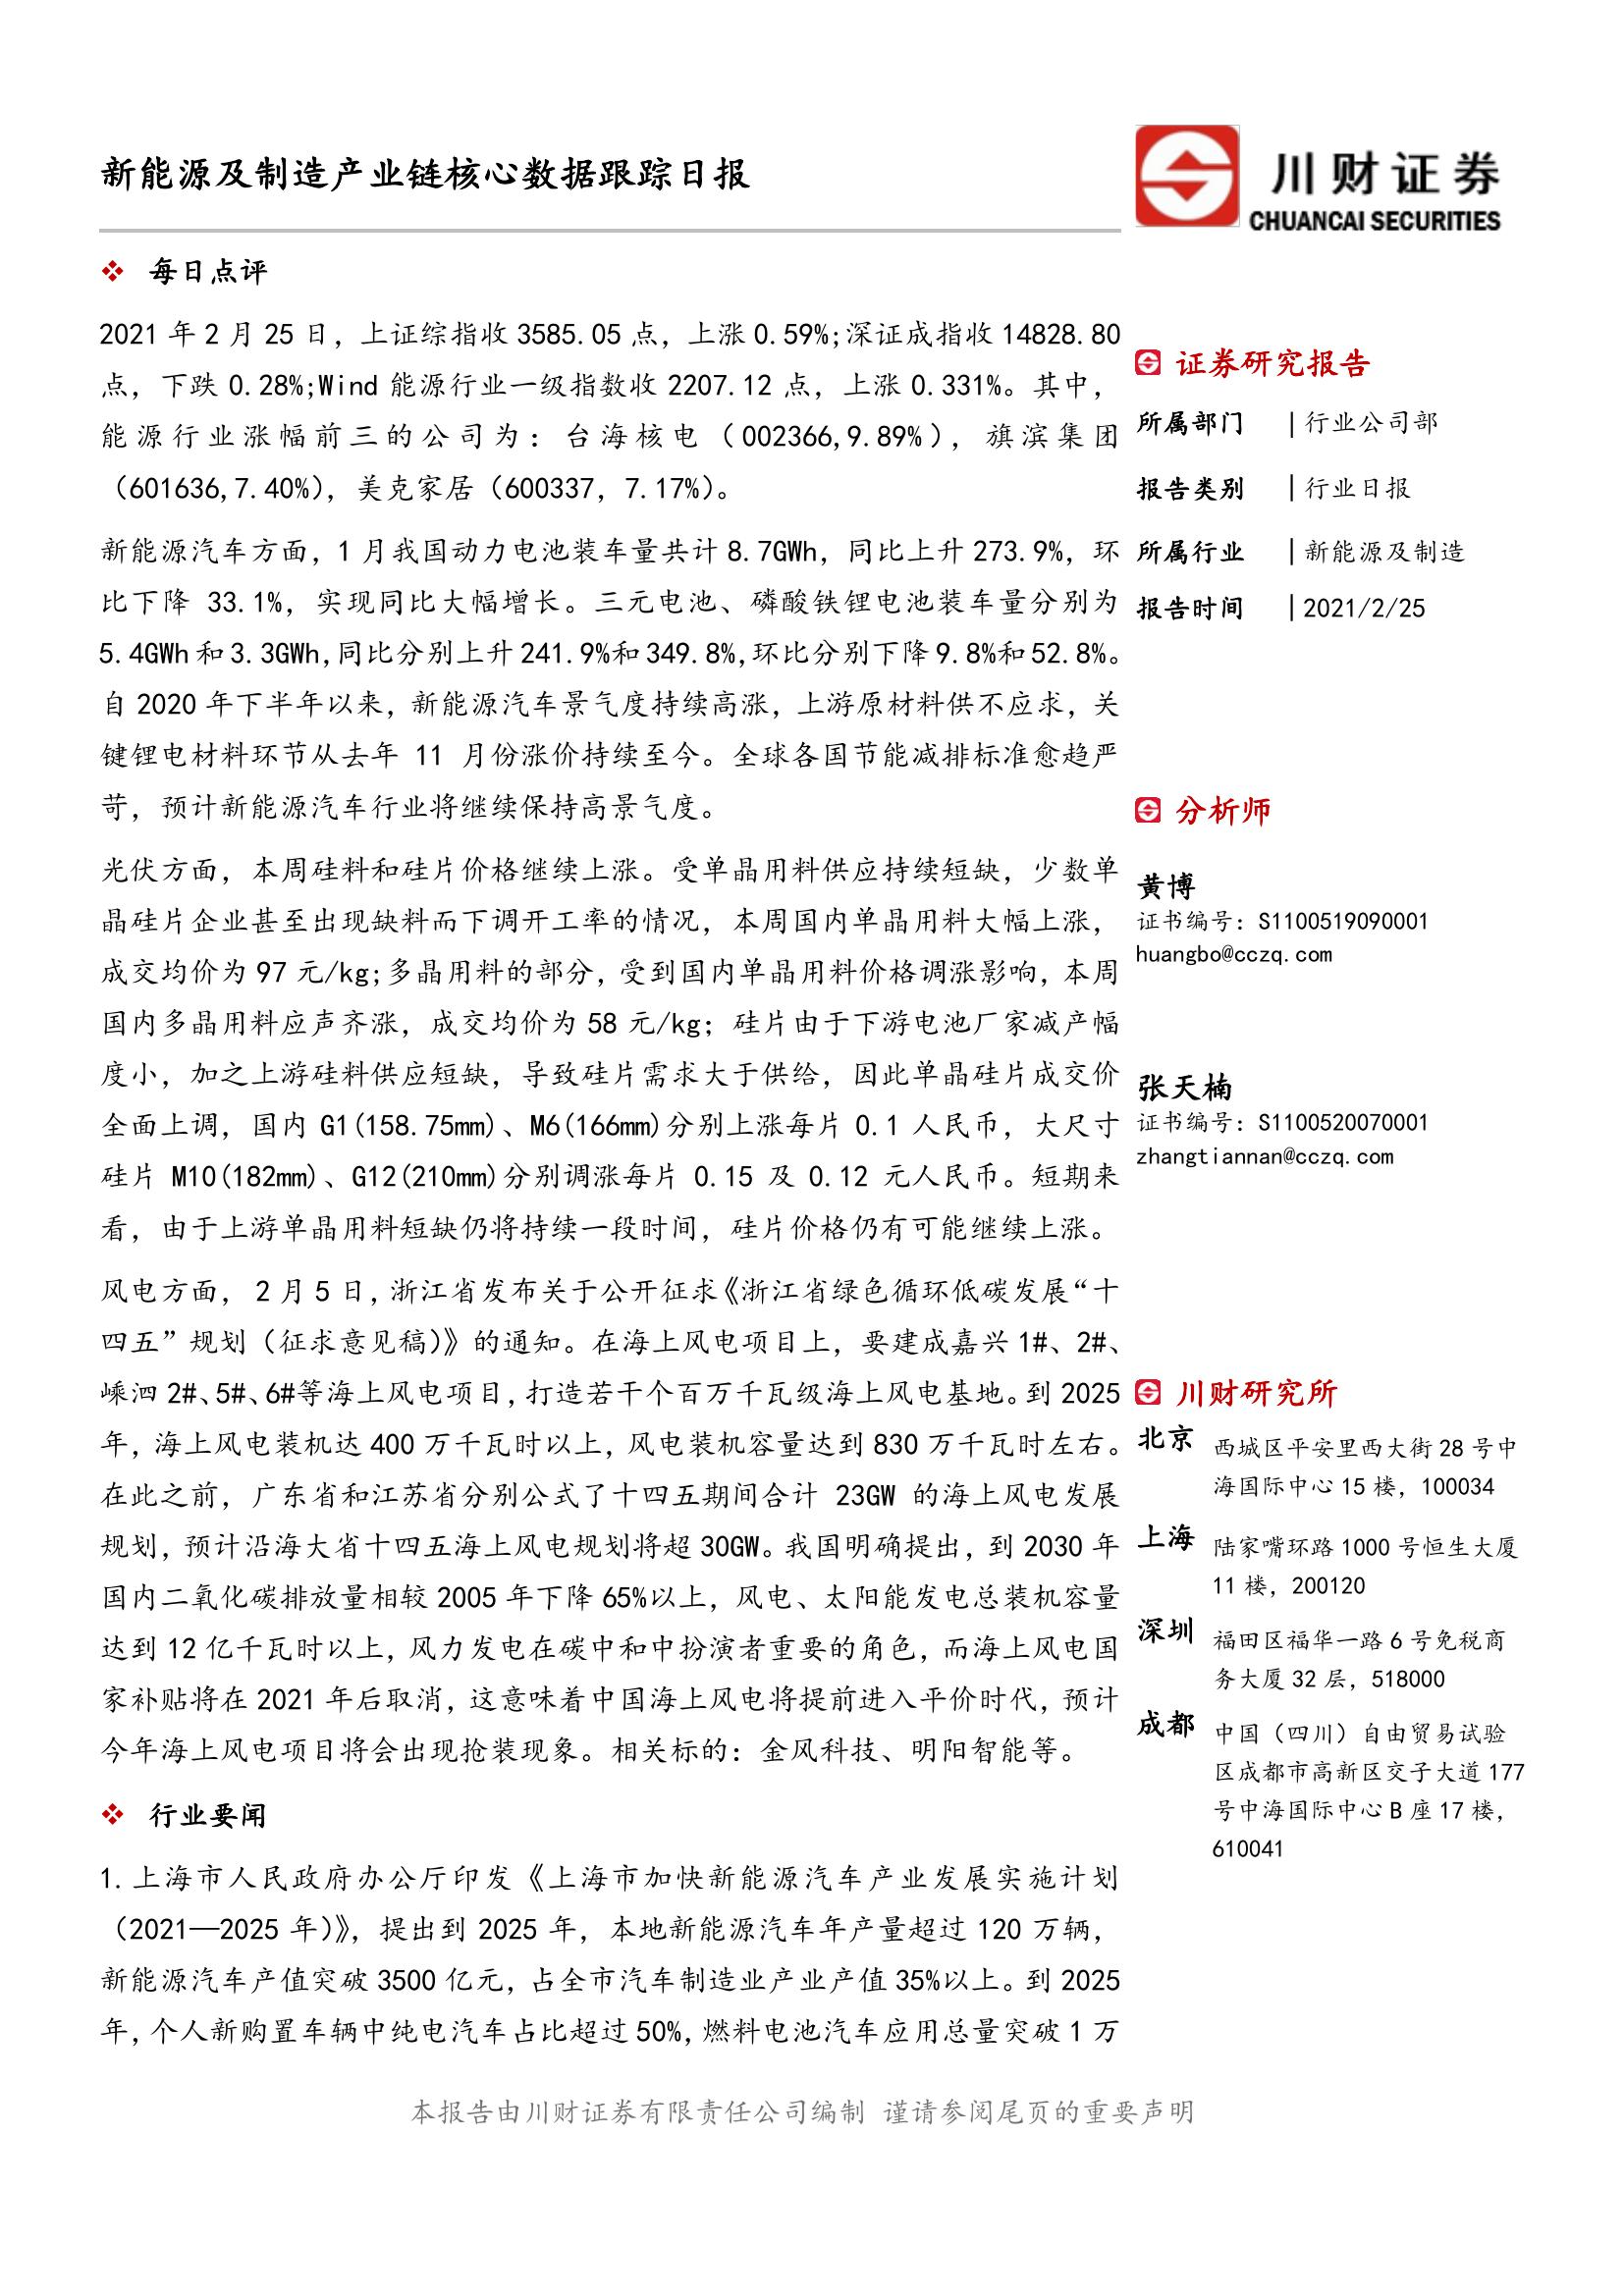 新能源及制造产业链核心数据跟踪日报
川财证券
CHUANCAI SECURITIES
每日点评
2021 年 2 月 25 日，上证综指收 3585.05 点，上涨 0.59%;深证成指收 14828.80
点，下跌 0.28%;Wind 能源行业一级指数收 2207.12 点，上涨 0.331%。其中，
能源行业涨幅前三的公司为：台海核电（002366,9.89%），旗滨集团
（601636,7.40%），美克家居（600337，7.17%）。
新能源汽车方面，1 月我国动力电池装车量共计 8.7GWh，同比上升 273.9%，环
比下降 33.1%，实现同比大幅增长。三元电池、磷酸铁锂电池装车量分别为
5.4GWh 和 3.3GWh,同比分别上升 241.9%和 349.8%,环比分别下降 9.8%和 52.8%。
自 2020 年下半年以来，新能源汽车景气度持续高涨，上游原材料供不应求，关
键锂电材料环节从去年 11 月份涨价持续至今。全球各国节能减排标准愈趋严
苛，预计新能源汽车行业将继续保持高景气度。
光伏方面，本周硅料和硅片价格继续上涨。受单晶用料供应持续短缺，少数单
晶硅片企业甚至出现缺料而下调开工率的情况，本周国内单晶用料大幅上涨，
成交均价为 97 元/kg;多晶用料的部分，受到国内单晶用料价格调涨影响，本周
国内多晶用料应声齐涨，成交均价为 58 元/kg；硅片由于下游电池厂家减产幅
度小，加之上游硅料供应短缺，导致硅片需求大于供给，因此单晶硅片成交价
全面上调，国内 G1(158.75mm)、M6(166mm)分别上涨每片 0.1 人民币，大尺寸
硅片 M10(182mm)、G12(210mm)分别调涨每片 0.15 及 0.12 元人民币。短期来
看，由于上游单晶用料短缺仍将持续一段时间，硅片价格仍有可能继续上涨。
风电方面，2 月 5 日，浙江省发布关于公开征求《浙江省绿色循环低碳发展“十
四五”规划（征求意见稿）》的通知。在海上风电项目上，要建成嘉兴 1#、2#、
嵊泗 2#、5#、6#等海上风电项目，打造若干个百万千瓦级海上风电基地。到 2025
年，海上风电装机达 400 万千瓦时以上，风电装机容量达到 830 万千瓦时左右。
在此之前，广东省和江苏省分别公式了十四五期间合计 23GW 的海上风电发展
规划，预计沿海大省十四五海上风电规划将超 30GW。我国明确提出，到 2030 年
国内二氧化碳排放量相较 2005 年下降 65%以上，风电、太阳能发电总装机容量
达到 12 亿千瓦时以上，风力发电在碳中和中扮演者重要的角色，而海上风电国
家补贴将在 2021 年后取消，这意味着中国海上风电将提前进入平价时代，预计
今年海上风电项目将会出现抢装现象。相关标的：金风科技、明阳智能等。
行业要闻
1. 上海市人民政府办公厅印发《上海市加快新能源汽车产业发展实施计划
（2021—2025 年）》，提出到 2025 年，本地新能源汽车年产量超过 120 万辆，
新能源汽车产值突破 3500 亿元，占全市汽车制造业产业产值 35%以上。到 2025
年，个人新购置车辆中纯电汽车占比超过 50%，燃料电池汽车应用总量突破 1 万
证券研究报告
所属部门 | 行业公司部
报告类别 | 行业日报
所属行业 | 新能源及制造
报告时间 | 2021/2/25
分析师
黄博
证书编号：S1100519090001
huangbo@cczq.com
张天楠
证书编号：S1100520070001
zhangtiannan@cczq.com
川财研究所
北京 西城区平安里西大街 28 号中
海国际中心 15 楼，100034
上海 陆家嘴环路 1000 号恒生大厦
11 楼，200120
深圳 福田区福华一路 6 号免税商
务大厦 32 层，518000
成都 中国（四川）自由贸易试验
区成都市高新区交子大道 177
号中海国际中心 B 座 17 楼，
610041
本报告由川财证券有限责任公司编制 谨请参阅尾页的重要声明